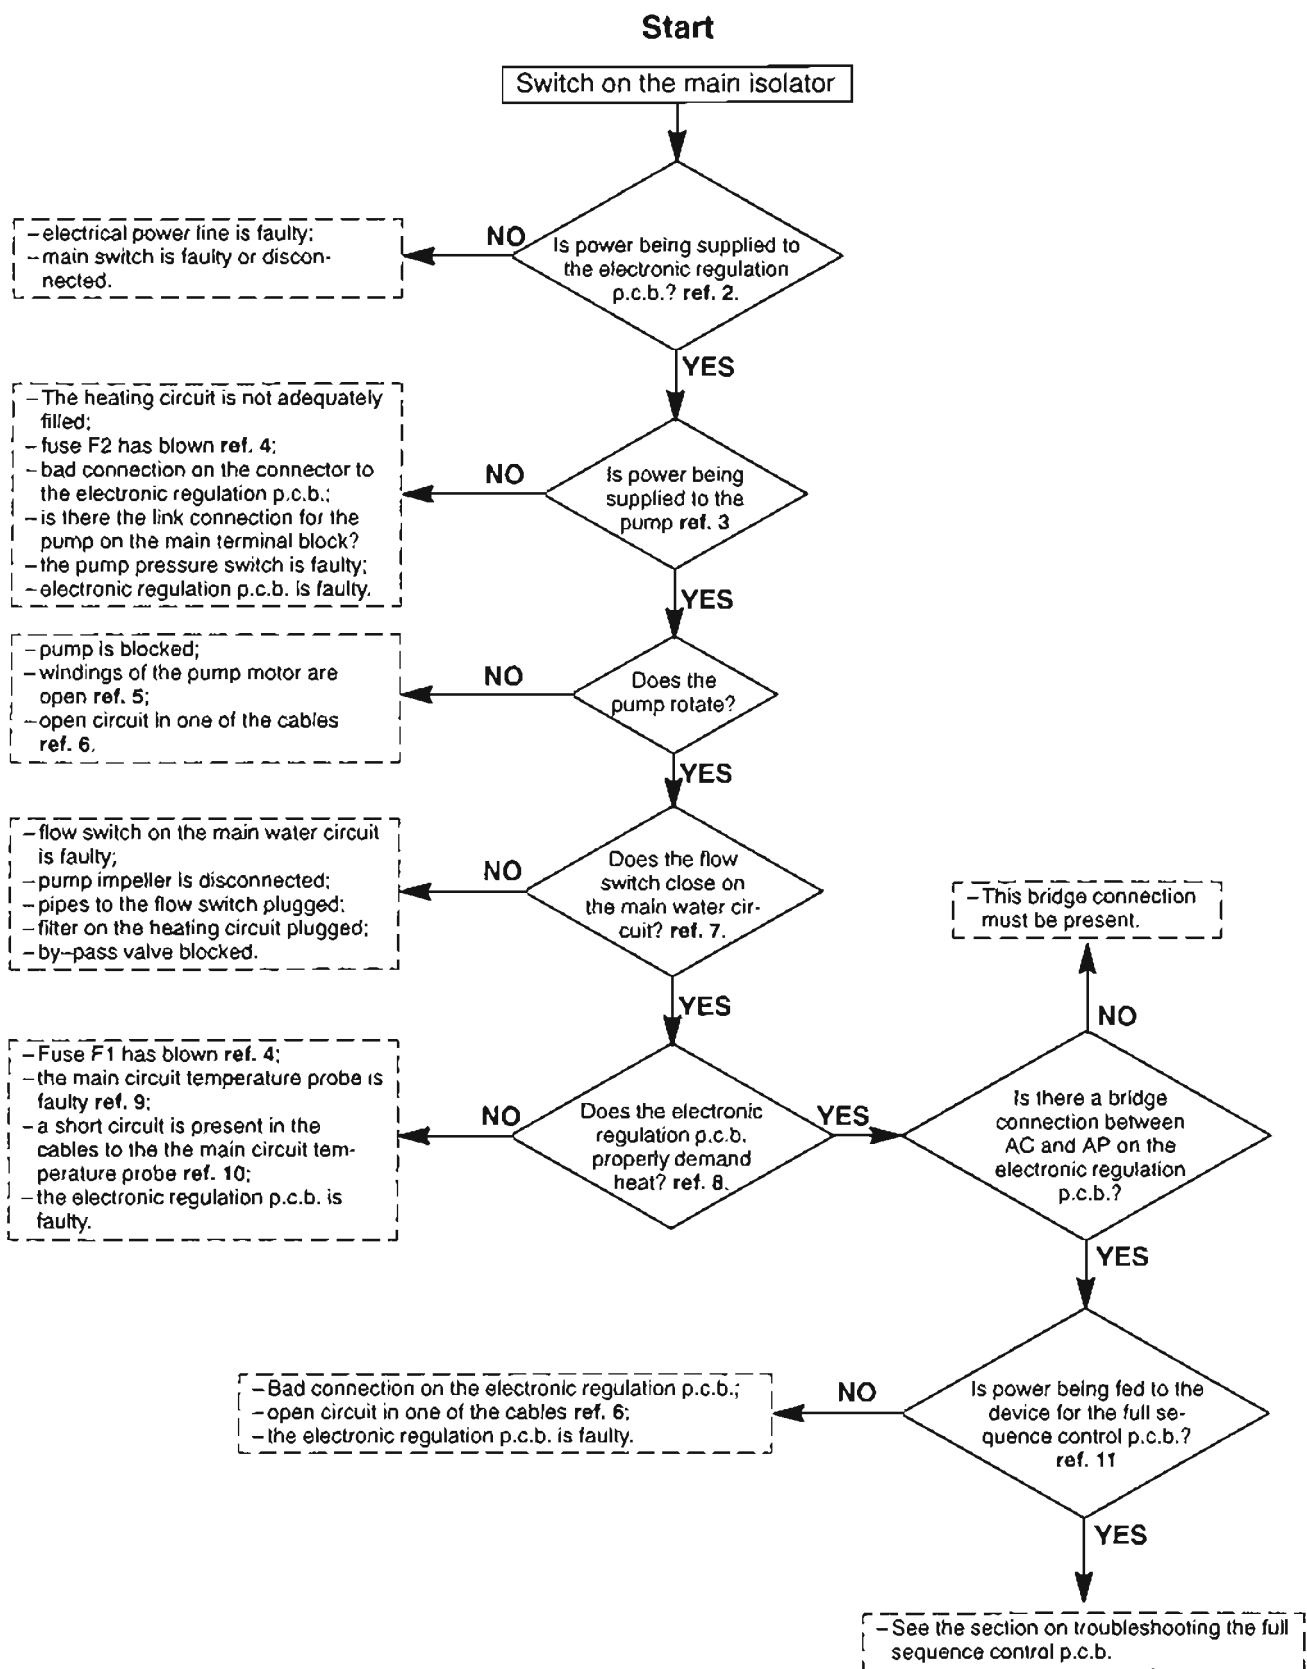 Start
Switch on the main isolator
NO
Is power being supplied to
the electronic regulation
p.c.b.? ref. 2.
– electrical power line is faulty;
– main switch is faulty or discon-
nected.
YES
– The heating circuit is not adequately
filled;
– fuse F2 has blown ref. 4;
– bad connection on the connector to
the electronic regulation p.c.b.;
– is there the link connection for the
pump on the main terminal block?
– the pump pressure switch is faulty;
– electronic regulation p.c.b. is faulty.
NO
Is power being
supplied to the
pump ref. 3
YES
– pump is blocked;
– windings of the pump motor are
open ref. 5;
– open circuit in one of the cables
ref. 6.
NO
Does the
pump rotate?
YES
– flow switch on the main water circuit
is faulty;
– pump impeller is disconnected;
– pipes to the flow switch plugged;
– filter on the heating circuit plugged;
– by–pass valve blocked.
NO
Does the flow
switch close on
the main water cir-
cuit? ref. 7.
YES
– This bridge connection
must be present.
NO
– Fuse F1 has blown ref. 4;
– the main circuit temperature probe is
faulty ref. 9;
– a short circuit is present in the
cables to the the main circuit tem-
perature probe ref. 10;
– the electronic regulation p.c.b. is
faulty.
NO
Does the electronic
regulation p.c.b.
properly demand
heat? ref. 8.
YES
Is there a bridge
connection between
AC and AP on the
electronic regulation
p.c.b.?
YES
– Bad connection on the electronic regulation p.c.b.;
– open circuit in one of the cables ref. 6;
– the electronic regulation p.c.b. is faulty.
NO
Is power being fed to the
device for the full se-
quence control p.c.b.?
ref. 11
YES
– See the section on troubleshooting the full
sequence control p.c.b.